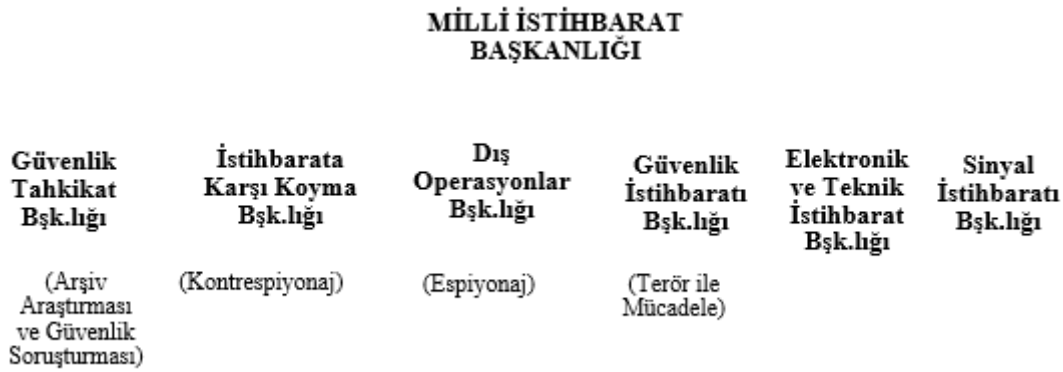 MİLLİ İSTİHBARAT
BAŞKANLIĞI
Güvenlik
Tahkikat
Bşk.lığı
(Arşiv
Araştırması
ve Güvenlik
Soruşturması)
İstihbarata
Karşı Koyma
Bşk.lığı
(Kontrespiyonaj)
Dış
Operasyonlar
Bşk.lığı
(Espiyonaj)
Güvenlik
İstihbaratı
Bşk.lığı
(Terör ile
Mücadele)
Elektronik
ve Teknik
İstihbarat
Bşk.lığı
Sinyal
İstihbaratı
Bşk.lığı